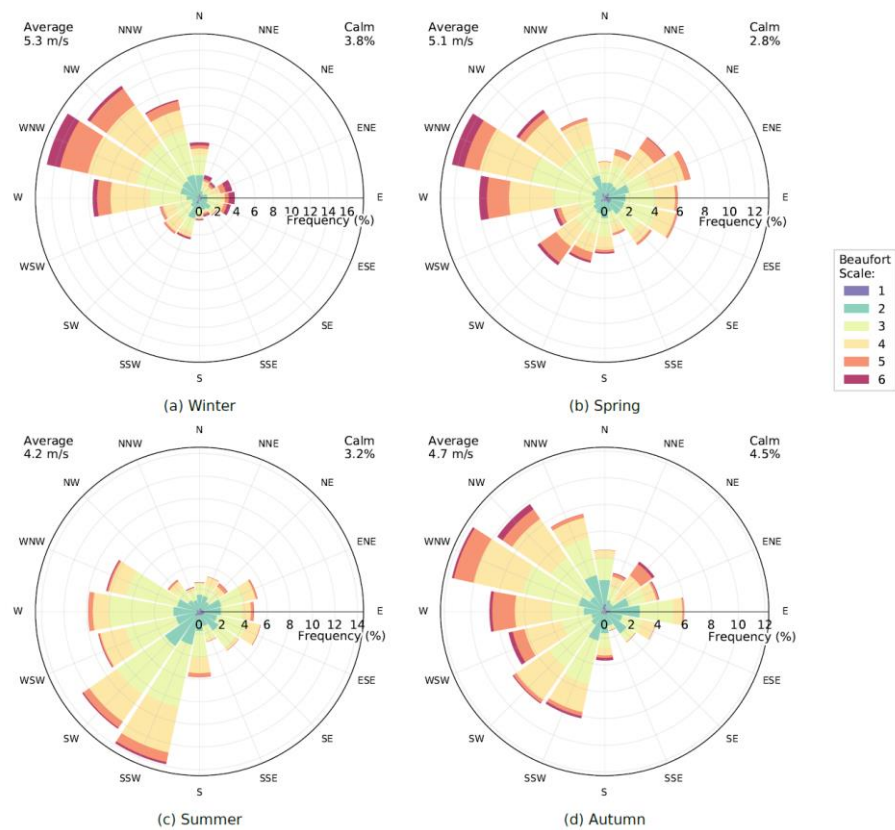 N
NNE
NE
ENE
E
ESE
SE
SSE
S
SSW
SW
WSW
W
WNW
NW
NNW
Average
5.3 m/s
Calm
3.8%
0 2 4 6 8 10 12 14 16
Frequency (%)
(a) Winter
N
NNE
NE
ENE
E
ESE
SE
SSE
S
SSW
SW
WSW
W
WNW
NW
NNW
Average
5.1 m/s
Calm
2.8%
0 2 4 6 8 10 12
Frequency (%)
(b) Spring
Beaufort
Scale:
1
2
3
4
5
6
N
NNE
NE
ENE
E
ESE
SE
SSE
S
SSW
SW
WSW
W
WNW
NW
NNW
Average
4.2 m/s
Calm
3.2%
0 2 4 6 8 10 12 14
Frequency (%)
(c) Summer
N
NNE
NE
ENE
E
ESE
SE
SSE
S
SSW
SW
WSW
W
WNW
NW
NNW
Average
4.7 m/s
Calm
4.5%
0 2 4 6 8 10 12
Frequency (%)
(d) Autumn